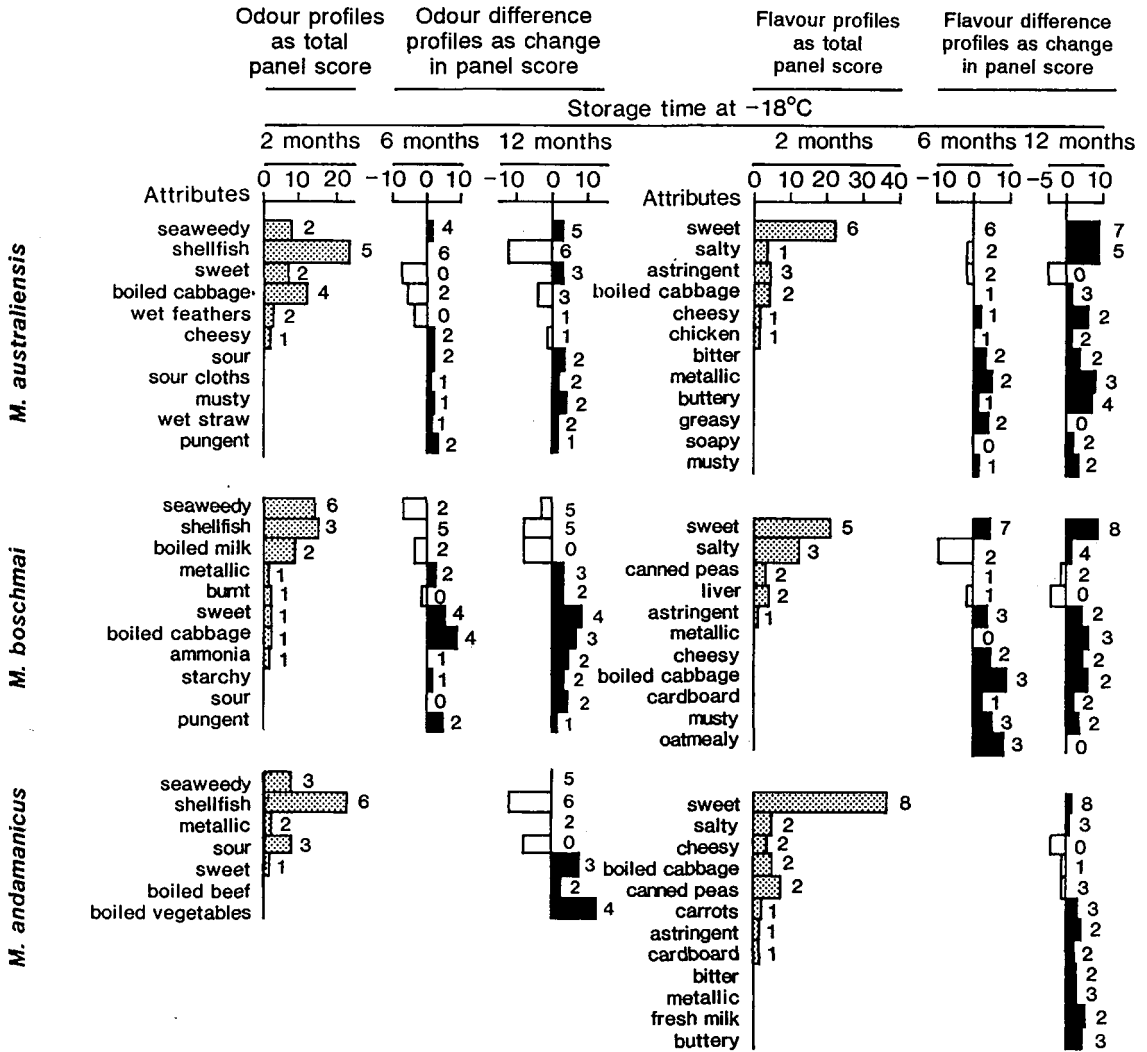 Odour profiles as total panel score
Odour difference profiles as change in panel score
Flavour profiles as total panel score
Flavour difference profiles as change in panel score
Storage time at −18°C
2 months 6 months 12 months 2 months 6 months 12 months
Attributes 0 10 20 −10 0 10 −10 0 10 Attributes 0 10 20 30 40 −10 0 10 −5 0 10
M. australiensis
seaweedy 2 4 5
shellfish 5 6 6
sweet 2 0 3
boiled cabbage 4 2 3
wet feathers 2 0 1
cheesy 1 2 1
sour 2 2
sour cloths 1 2
musty 1 2
wet straw 1 2
pungent 2 1
sweet 6 6 7
salty 1 2 5
astringent 3 2 0
boiled cabbage 2 1 3
cheesy 1 1 2
chicken 1 1 2
bitter 2 2
metallic 2 3
buttery 1 4
greasy 2 0
soapy 0 2
musty 1 2
M. boschmai
seaweedy 6 2 5
shellfish 3 5 5
boiled milk 2 2 0
metallic 1 2 3
burnt 1 0 2
sweet 1 4 4
boiled cabbage 1 4 3
ammonia 1 1 2
starchy 1 2
sour 0 2
pungent 2 1
sweet 5 7 8
salty 3 2 4
canned peas 2 1 2
liver 2 1 0
astringent 1 3 2
metallic 0 3
cheesy 2 2
boiled cabbage 3 2
cardboard 1 2
musty 3 2
oatmealy 3 0
M. andamanicus
seaweedy 3 5
shellfish 6 6
metallic 2 2
sour 3 0
sweet 1 3
boiled beef 2
boiled vegetables 4
sweet 8 8
salty 2 3
cheesy 2 0
boiled cabbage 2 1
canned peas 2 3
carrots 1 3
astringent 1 2
cardboard 1 2
bitter 2
metallic 3
fresh milk 2
buttery 3